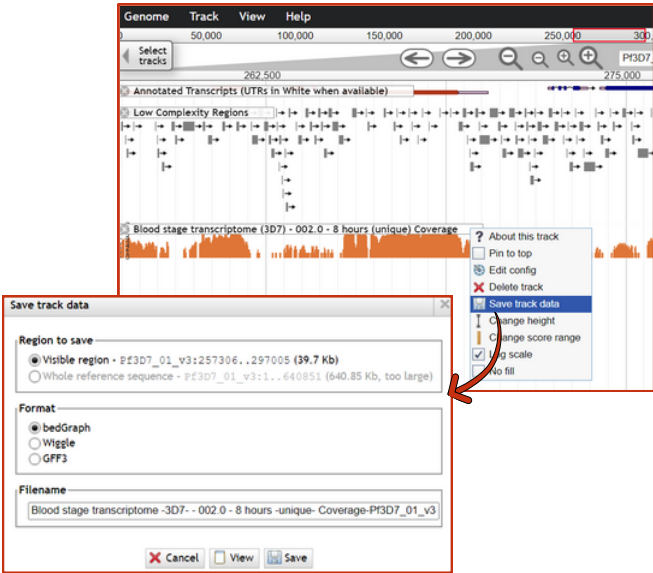 Genome Track View Help
50,000 100,000 150,000 200,000 250,000 300,
Select
tracks
Pf3D7_
262,500 275,000
Annotated Transcripts (UTRs in White when available)
Low Complexity Regions
Blood stage transcriptome (3D7) - 002.0 - 8 hours (unique) Coverage
? About this track
Pin to top
Edit config
Delete track
Save track data
Change height
Change score range
Log scale
No fill
Save track data
Region to save
Visible region - Pf3D7_01_v3:257306..297005 (39.7 Kb)
Whole reference sequence - Pf3D7_01_v3:1..640851 (640.85 Kb, too large)
Format
bedGraph
Wiggle
GFF3
Filename
Blood stage transcriptome -3D7- - 002.0 - 8 hours -unique- Coverage-Pf3D7_01_v3
Cancel View Save